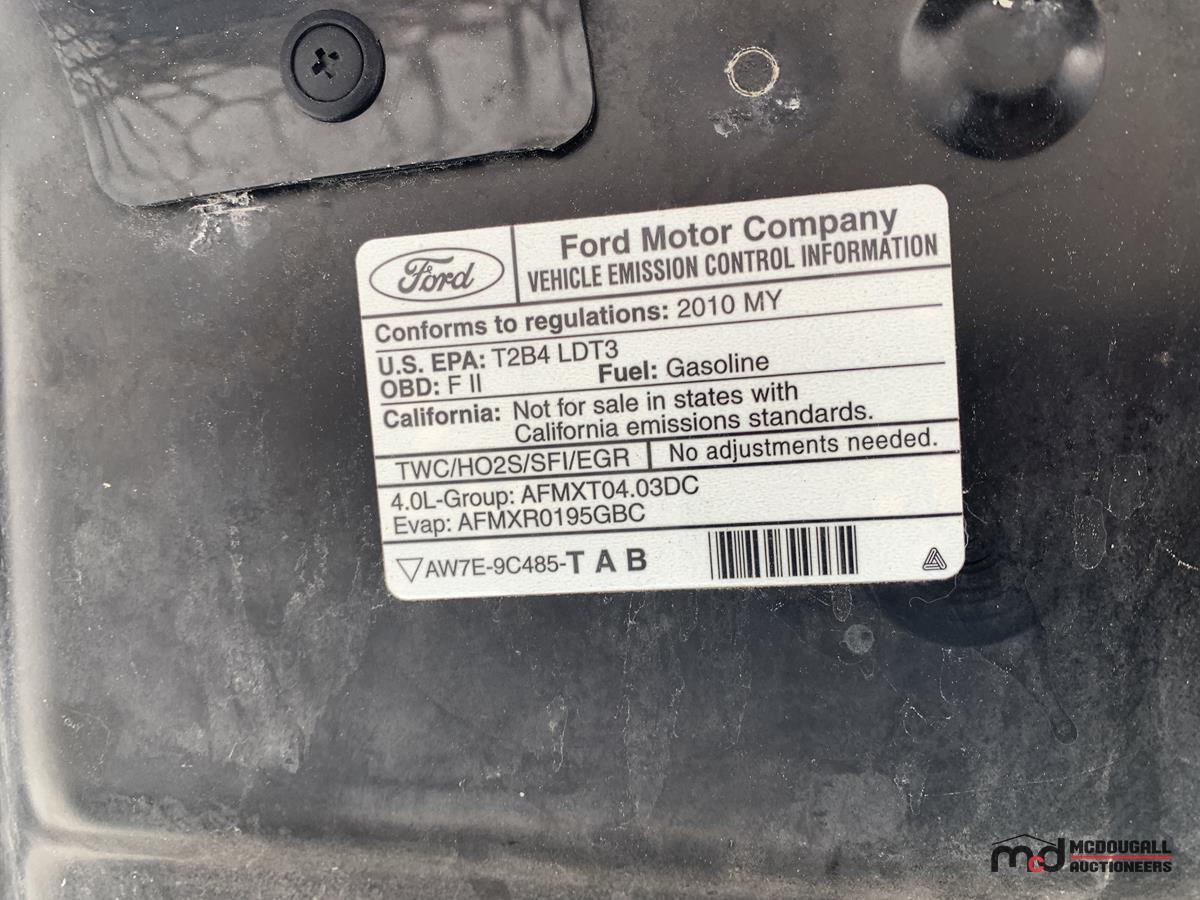 Ford
Ford Motor Company
VEHICLE EMISSION CONTROL INFORMATION
Conforms to regulations: 2010 MY
U.S. EPA: T2B4 LDT3
OBD: F II Fuel: Gasoline
California: Not for sale in states with
California emissions standards.
TWC/HO2S/SFI/EGR No adjustments needed.
4.0L-Group: AFMXT04.03DC
Evap: AFMXR0195GBC
AW7E-9C485-TAB
mcd MCDOUGALL
AUCTIONEERS